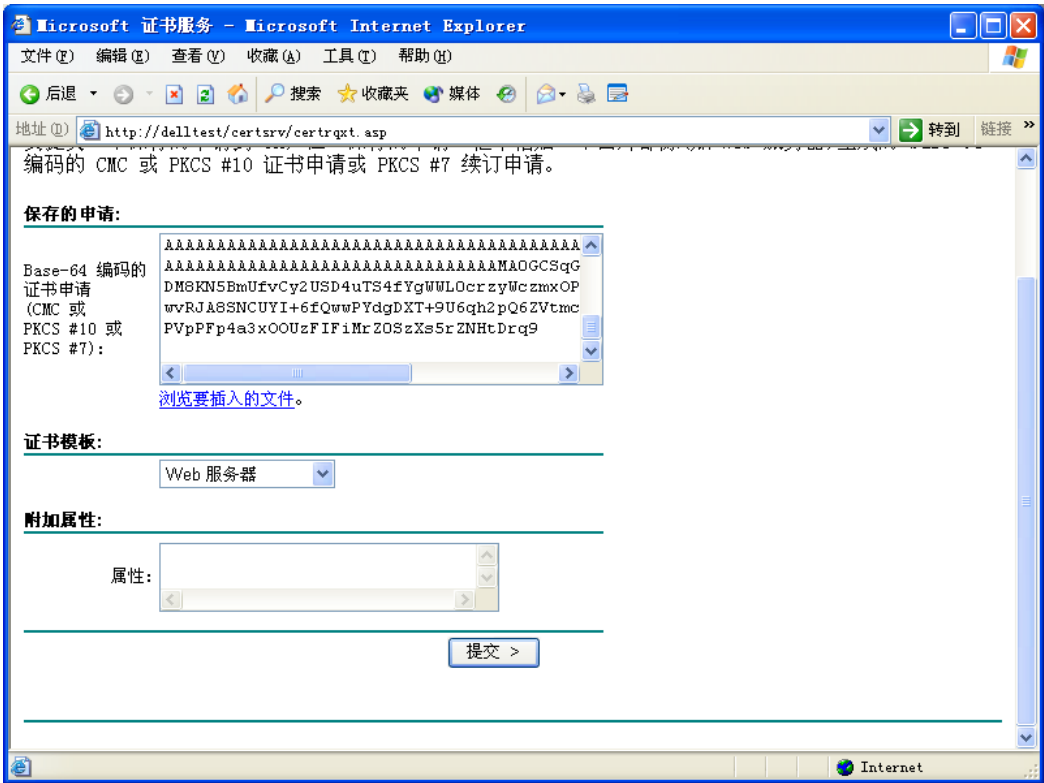 Microsoft 证书服务 - Microsoft Internet Explorer
文件(F) 编辑(E) 查看(V) 收藏(A) 工具(T) 帮助(H)
后退 搜索 收藏夹 媒体
地址(D) http://delltest/certsrv/certrqxt.asp 转到 链接 »
编码的 CMC 或 PKCS #10 证书申请或 PKCS #7 续订申请。
保存的申请:
Base-64 编码的
证书申请
(CMC 或
PKCS #10 或
PKCS #7):
AAAAAAAAAAAAAAAAAAAAAAAAAAAAAAAAAAAAAAAA
AAAAAAAAAAAAAAAAAAAAAAAAAAAAAAAAMA0GCSqG
DM8KN5BmUfvCy2USD4uTS4fYgWWLOcrzyWczmxOP
wvRJA8SNCUYI+6fQwwPYdgDXT+9U6qh2pQ6ZVtmc
PVpPFp4a3xOOUzFIFiMrZOSzXs5rZNHtDrq9
浏览要插入的文件。
证书模板:
Web 服务器
附加属性:
属性:
提交 >
Internet